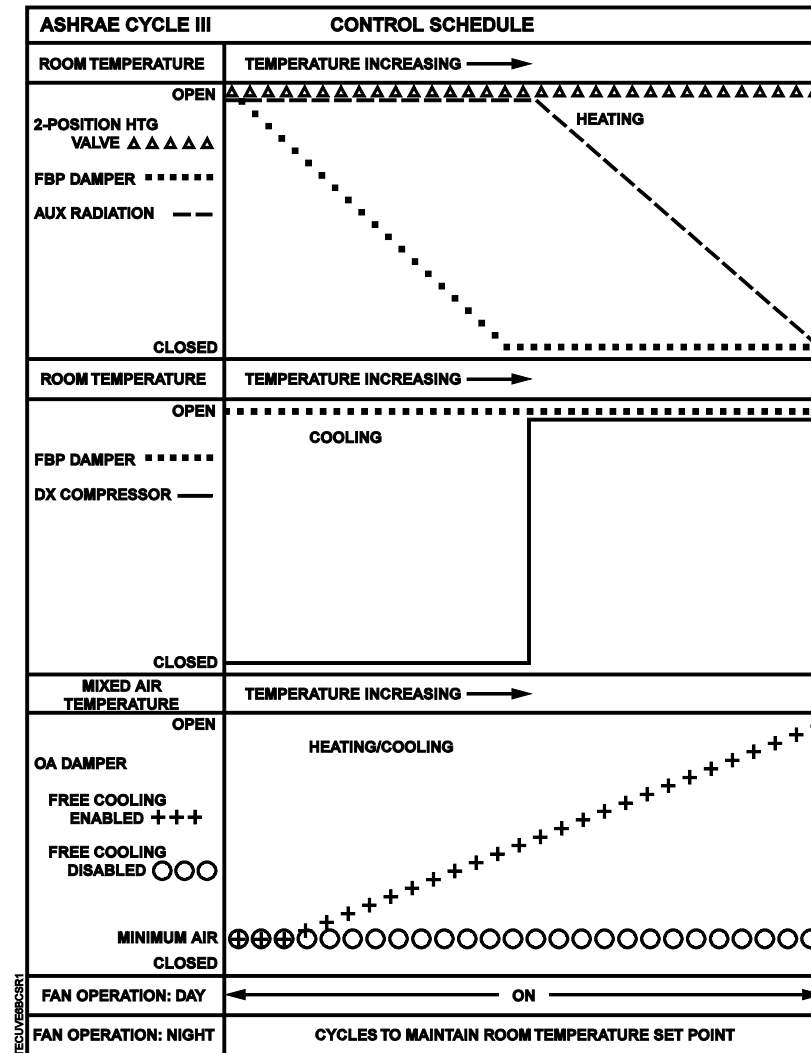 ASHRAE CYCLE III CONTROL SCHEDULE
ROOM TEMPERATURE TEMPERATURE INCREASING
OPEN
2-POSITION HTG
VALVE
HEATING
FBP DAMPER
AUX RADIATION
CLOSED
ROOM TEMPERATURE TEMPERATURE INCREASING
OPEN
COOLING
FBP DAMPER
DX COMPRESSOR
CLOSED
MIXED AIR
TEMPERATURE
TEMPERATURE INCREASING
OPEN
HEATING/COOLING
OA DAMPER
FREE COOLING
ENABLED
FREE COOLING
DISABLED
MINIMUM AIR
CLOSED
FAN OPERATION: DAY ON
FAN OPERATION: NIGHT CYCLES TO MAINTAIN ROOM TEMPERATURE SET POINT